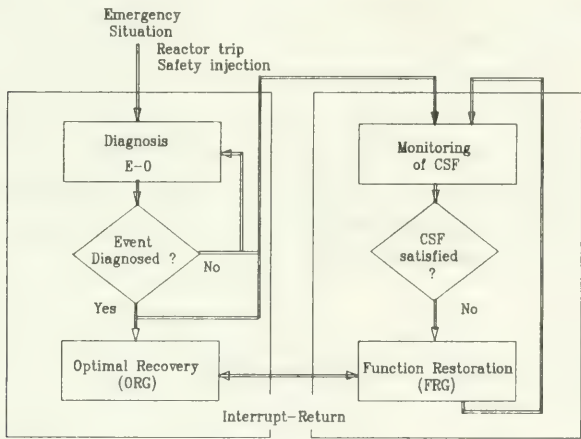 Emergency
Situation
Reactor trip
Safety injection
Diagnosis
E-0
Event
Diagnosed ?
No
Yes
Optimal Recovery
(ORG)
Monitoring
of CSF
CSF
satisfied
?
No
Function Restoration
(FRG)
Interrupt-Return